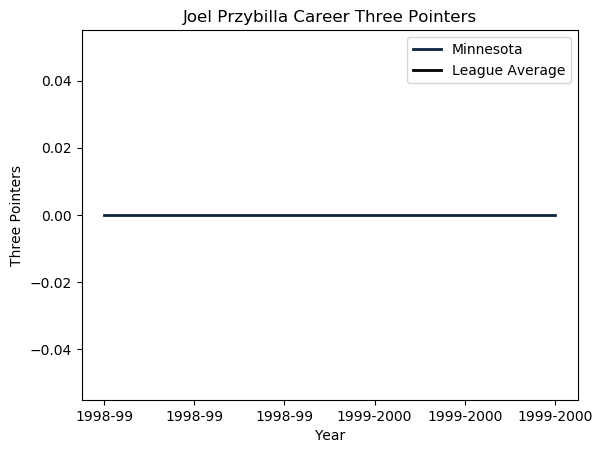 Joel Przybilla Career Three Pointers
Minnesota
League Average
Three Pointers
0.04
0.02
0.00
−0.02
−0.04
1998-99 1998-99 1998-99 1999-2000 1999-2000 1999-2000
Year